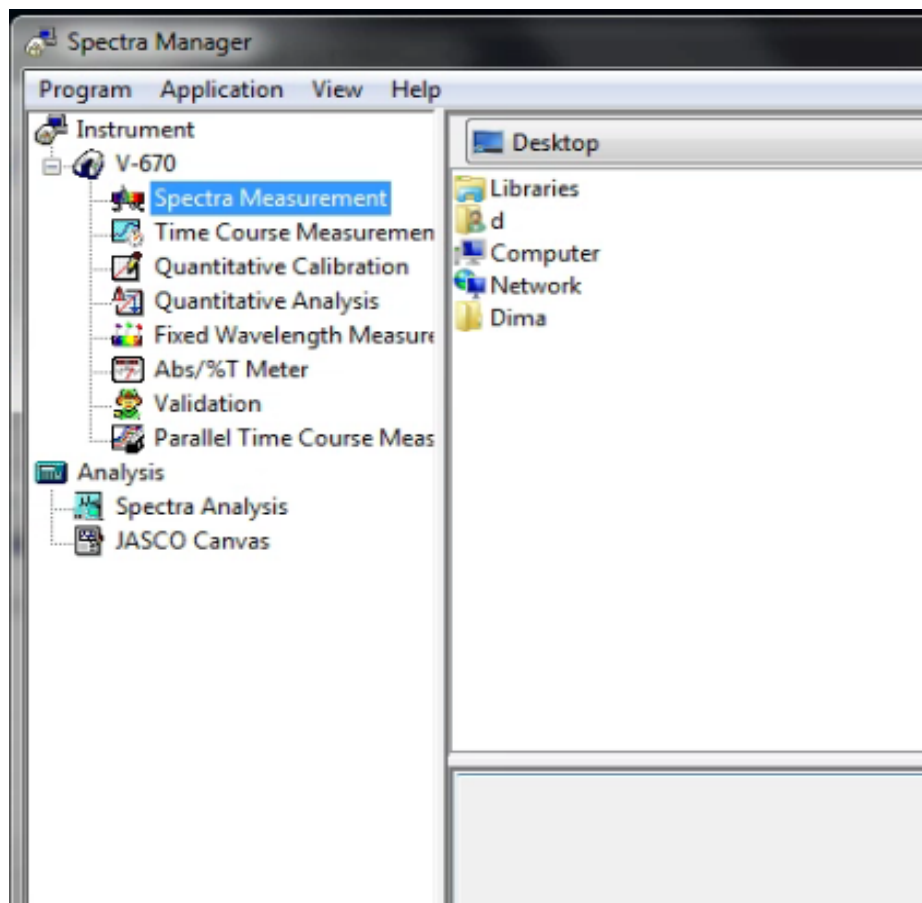 Spectra Manager
Program Application View Help
Instrument
V-670
Spectra Measurement
Time Course Measuremen
Quantitative Calibration
Quantitative Analysis
Fixed Wavelength Measure
Abs/%T Meter
Validation
Parallel Time Course Meas
Analysis
Spectra Analysis
JASCO Canvas
Desktop
Libraries
d
Computer
Network
Dima